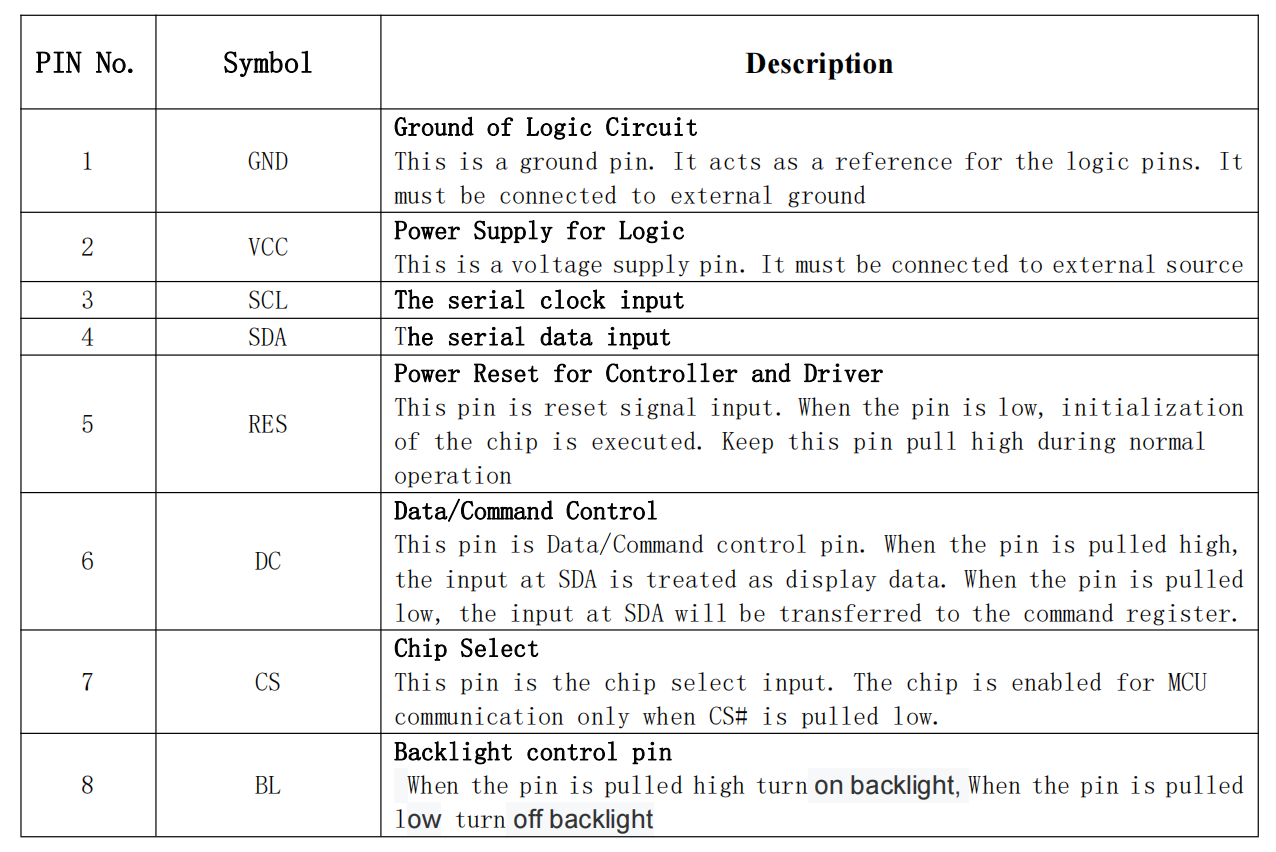 PIN No. Symbol Description
Ground of Logic Circuit
1 GND This is a ground pin. It acts as a reference for the logic pins. It
must be connected to external ground
Power Supply for Logic
2 VCC This is a voltage supply pin. It must be connected to external source
3 SCL The serial clock input
4 SDA The serial data input
Power Reset for Controller and Driver
This pin is reset signal input. When the pin is low, initialization
5 RES of the chip is executed. Keep this pin pull high during normal
operation
Data/Command Control
This pin is Data/Command control pin. When the pin is pulled high,
6 DC the input at SDA is treated as display data. When the pin is pulled
low, the input at SDA will be transferred to the command register.
Chip Select
7 CS This pin is the chip select input. The chip is enabled for MCU
communication only when CS# is pulled low.
Backlight control pin
8 BL When the pin is pulled high turn on backlight, When the pin is pulled
low turn off backlight